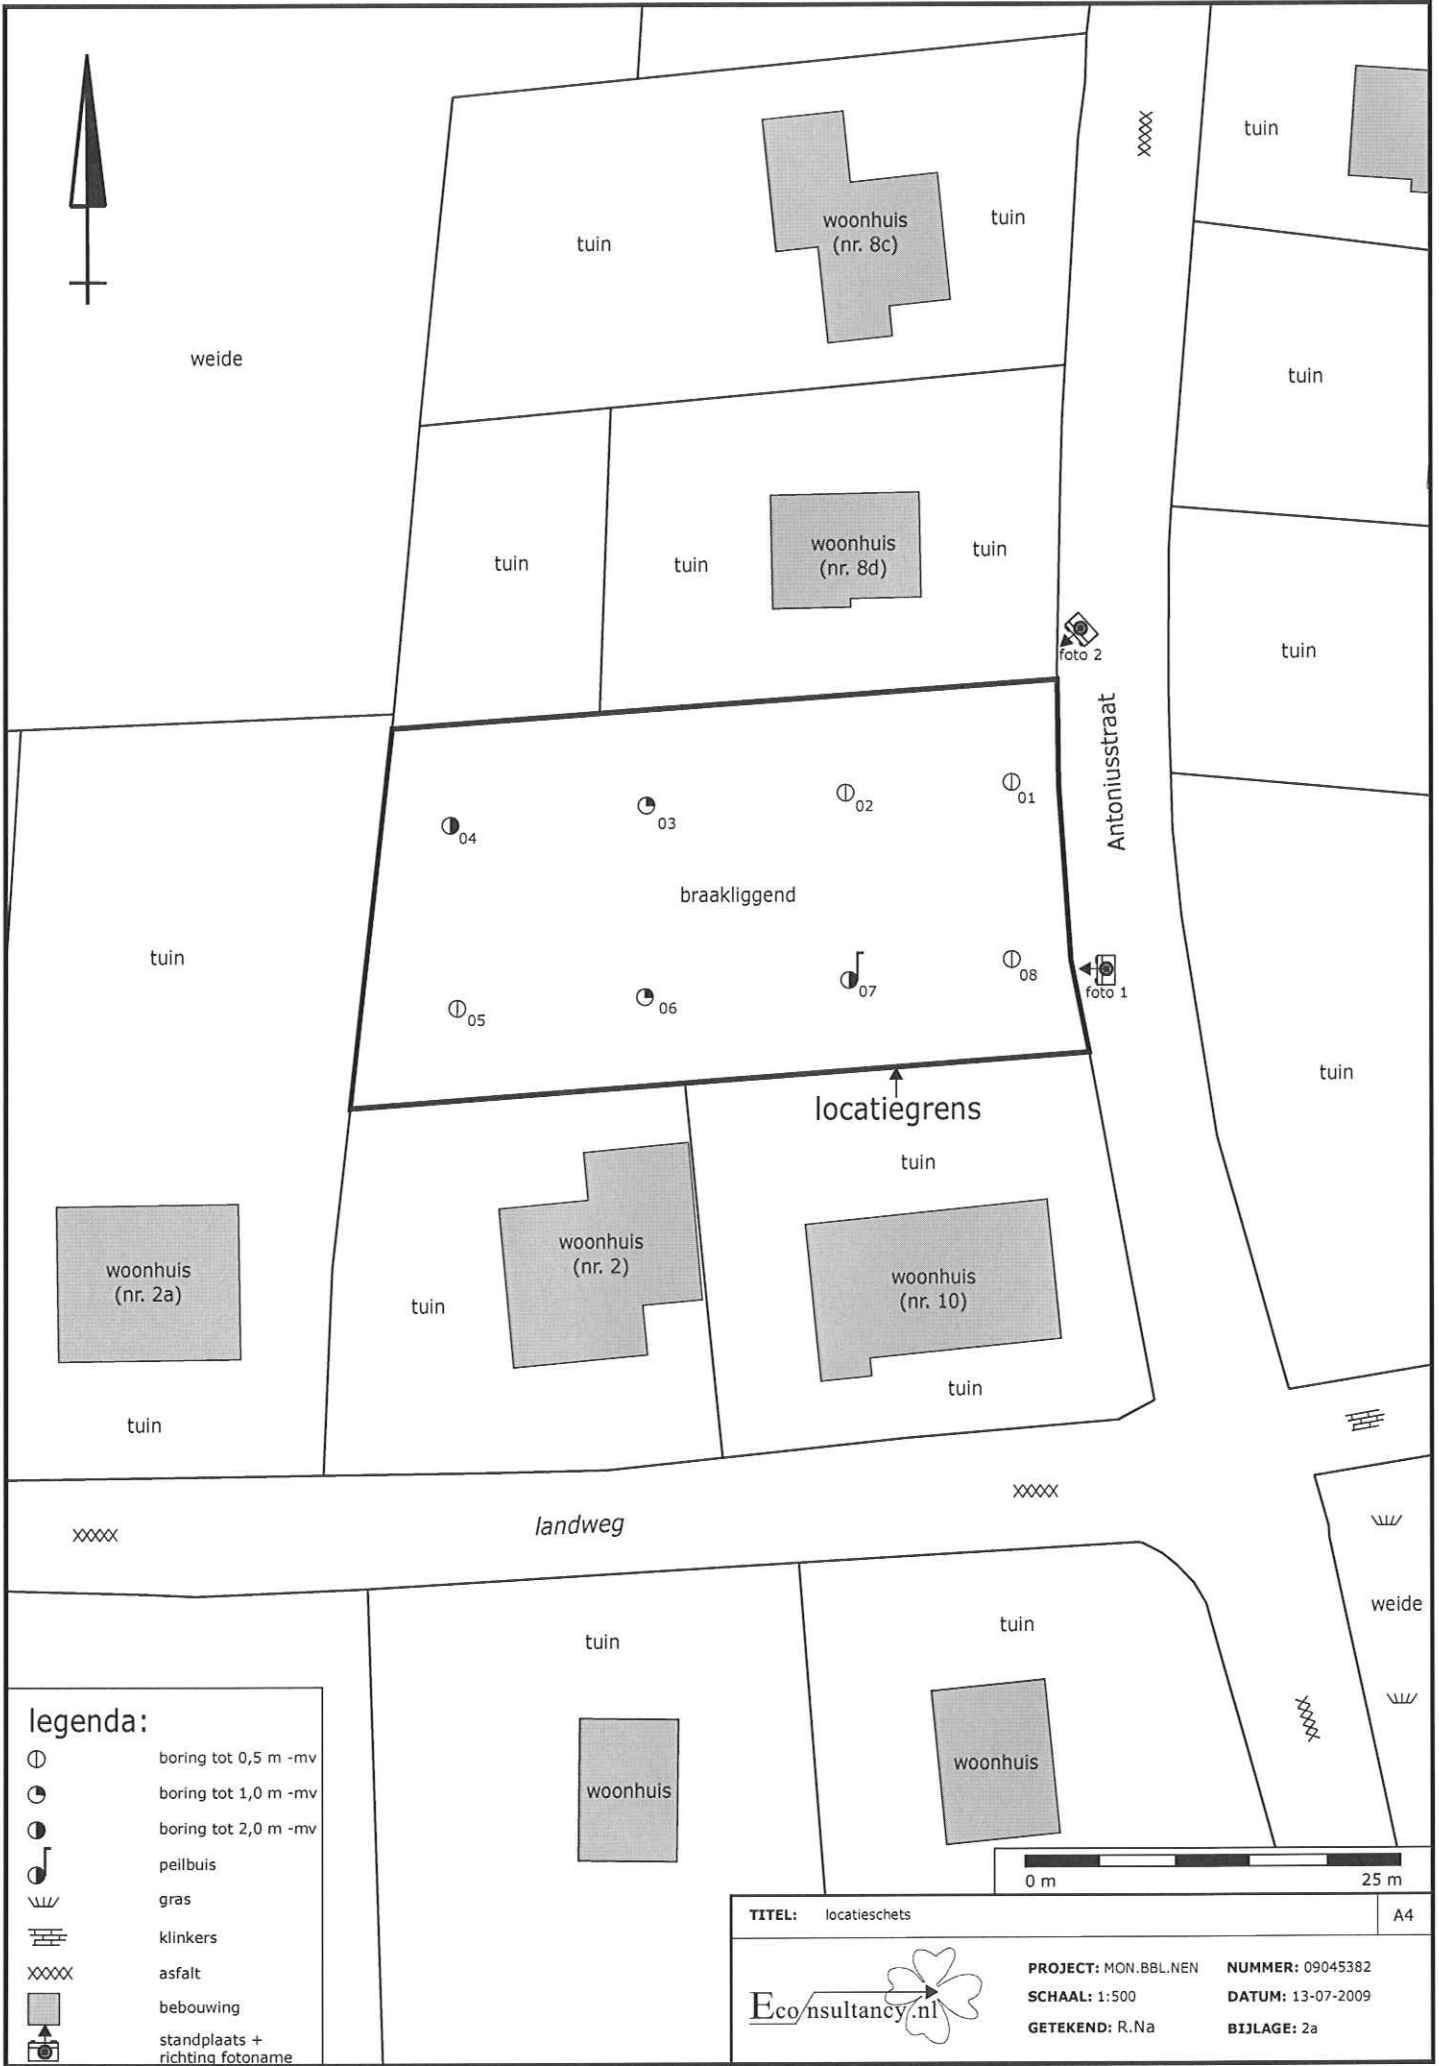 tuin
woonhuis
(nr. 8c)
tuin
tuin
weide
tuin
woonhuis
(nr. 8d)
tuin
tuin
tuin
foto 2
tuin
Antoniusstraat
01
02
03
04
braakliggend
tuin
08
07
06
05
foto 1
locatiegrens
tuin
tuin
woonhuis
(nr. 2)
woonhuis
(nr. 2a)
woonhuis
(nr. 10)
tuin
tuin
tuin
landweg
weide
tuin
tuin
woonhuis
woonhuis
legenda:
boring tot 0,5 m -mv
boring tot 1,0 m -mv
boring tot 2,0 m -mv
peilbuis
gras
klinkers
asfalt
bebouwing
standplaats +
richting fotoname
0 m 25 m
TITEL: locatieschets A4
Econsultancy.nl
PROJECT: MON.BBL.NEN NUMMER: 09045382
SCHAAL: 1:500 DATUM: 13-07-2009
GETEKEND: R.Na BIJLAGE: 2a